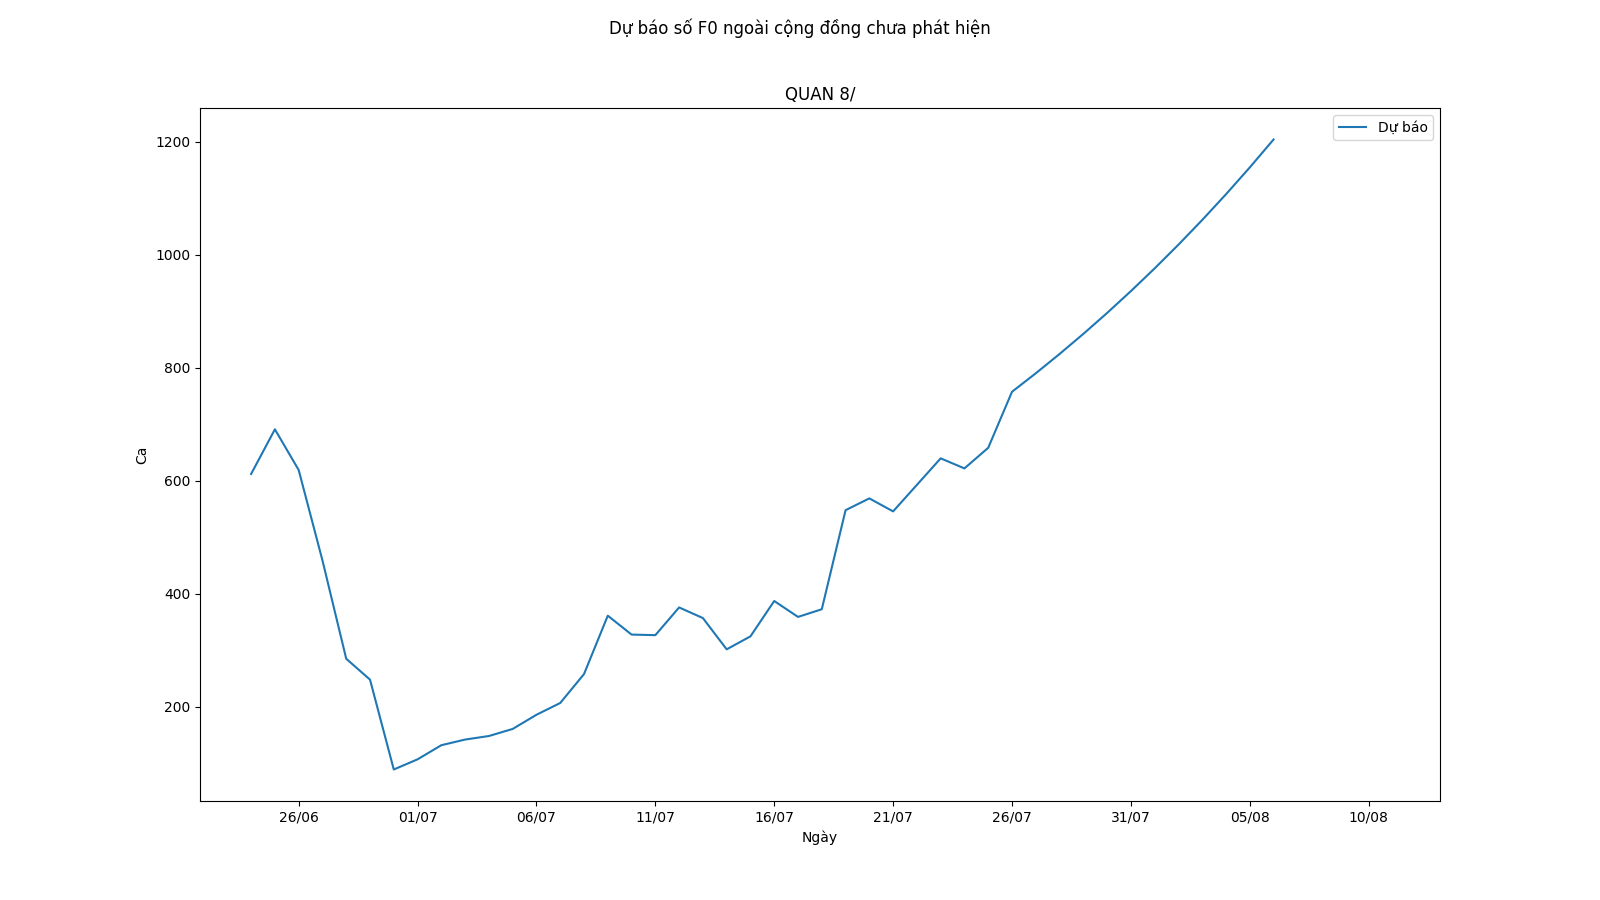 Dự báo số F0 ngoài cộng đồng chưa phát hiện
QUAN 8/
Dự báo
1200
1000
800
600
400
200
Ca
26/06 01/07 06/07 11/07 16/07 21/07 26/07 31/07 05/08 10/08
Ngày